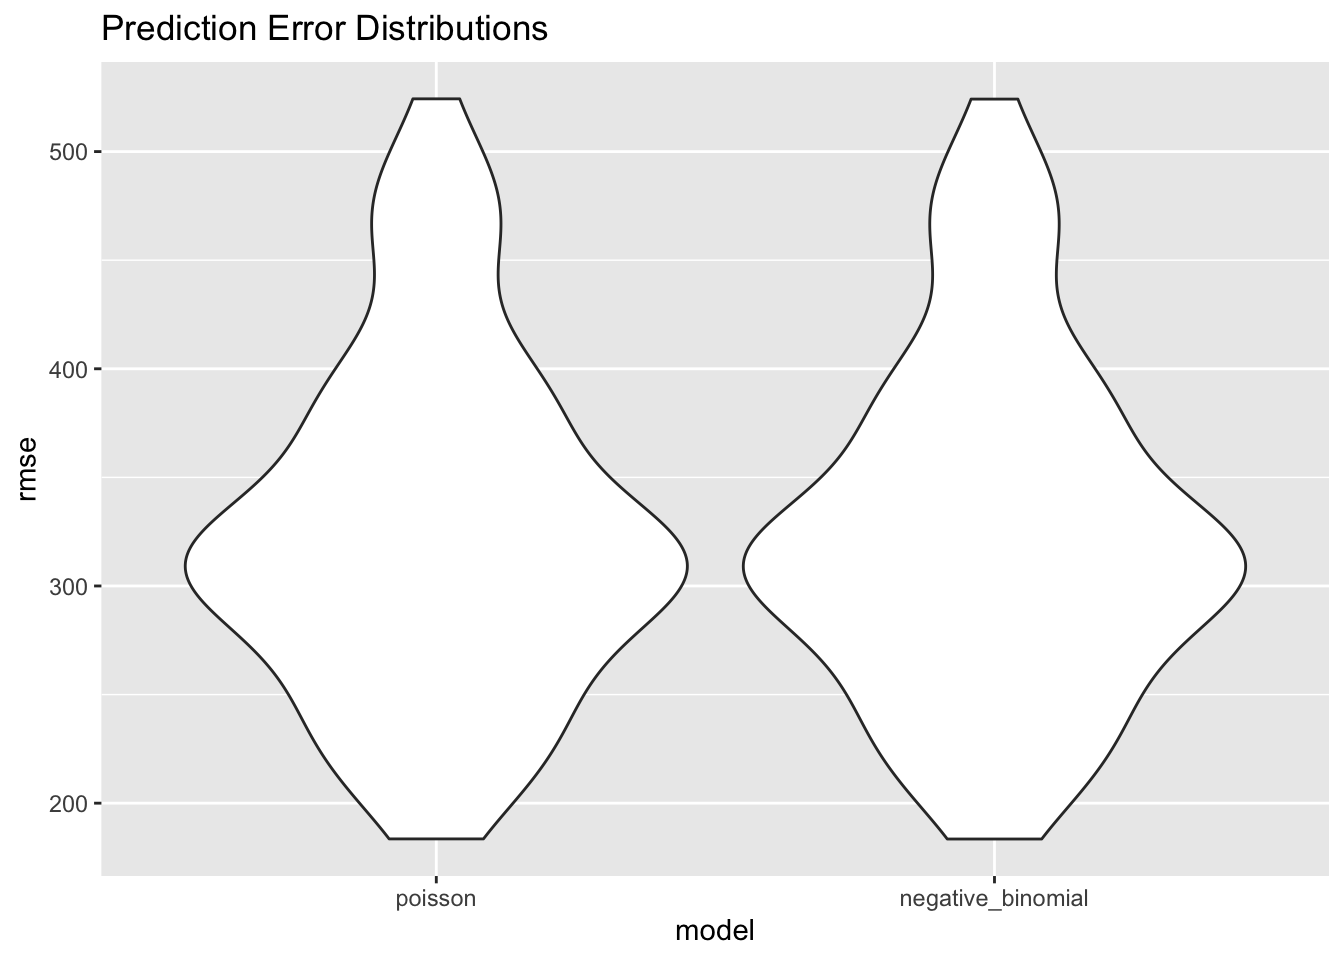 Prediction Error Distributions
500
400
300
200
rmse
poisson
negative_binomial
model